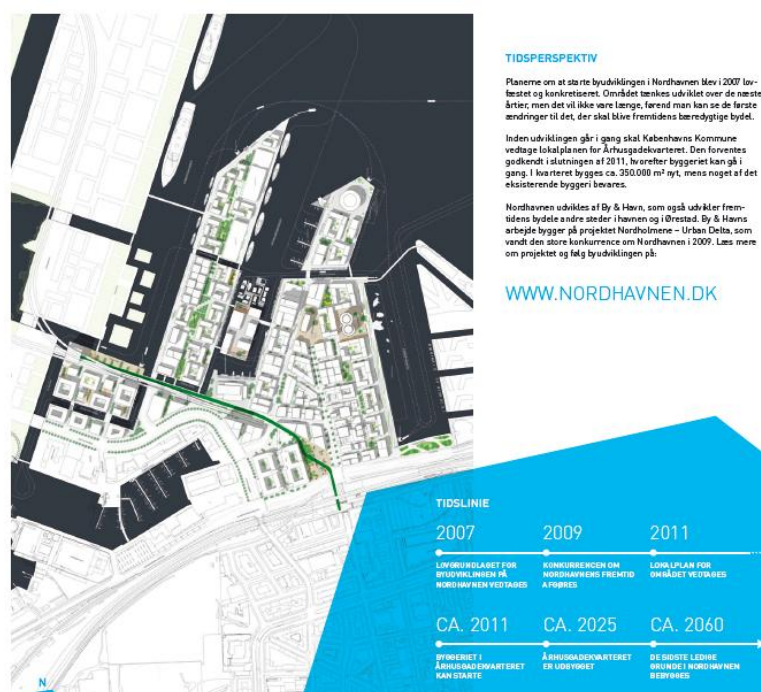 TIDSPERSPEKTIV
Planerne om at starte byudviklingen i Nordhavnen blev i 2007 lov-
fæstet og konkretiseret. Området tænkes udviklet over de næste
årtier, men det vil ikke vare længe, førend man kan se de første
ændringer til det, der skal blive fremtidens bæredygtige bydel.
Inden udviklingen går i gang skal Københavns Kommune
vedtage lokalplanen for Århusgadekvarteret. Den forventes
godkendt i slutningen af 2011, hvorefter byggeriet kan gå i
gang. I kvarteret bygges ca. 350.000 m² nyt, mens noget af det
eksisterende byggeri bevares.
Nordhavnen udvikles af By & Havn, som også udvikler frem-
tidens bydele andre steder i havnen og i Ørestad. By & Havns
arbejde bygger på projektet Nordholmene – Urban Delta, som
vandt den store konkurrence om Nordhavnen i 2009. Læs mere
om projektet og følg byudviklingen på:
WWW.NORDHAVNEN.DK
TIDSLINIE
2007
LOVGRUNDLAGET FOR
BYUDVIKLINGEN PÅ
NORDHAVNEN VEDTAGES
2009
KONKURRENCEN OM
NORDHAVNENS FREMTID
AFGØRES
2011
LOKALPLAN FOR
OMRÅDET VEDTAGES
CA. 2011
BYGGERIET I
ÅRHUSGADEKVARTERET
KAN STARTE
CA. 2025
ÅRHUSGADEKVARTERET
ER UDBYGGET
CA. 2060
DE SIDSTE LEDIGE
GRUNDE I NORDHAVNEN
BEBYGGES
N